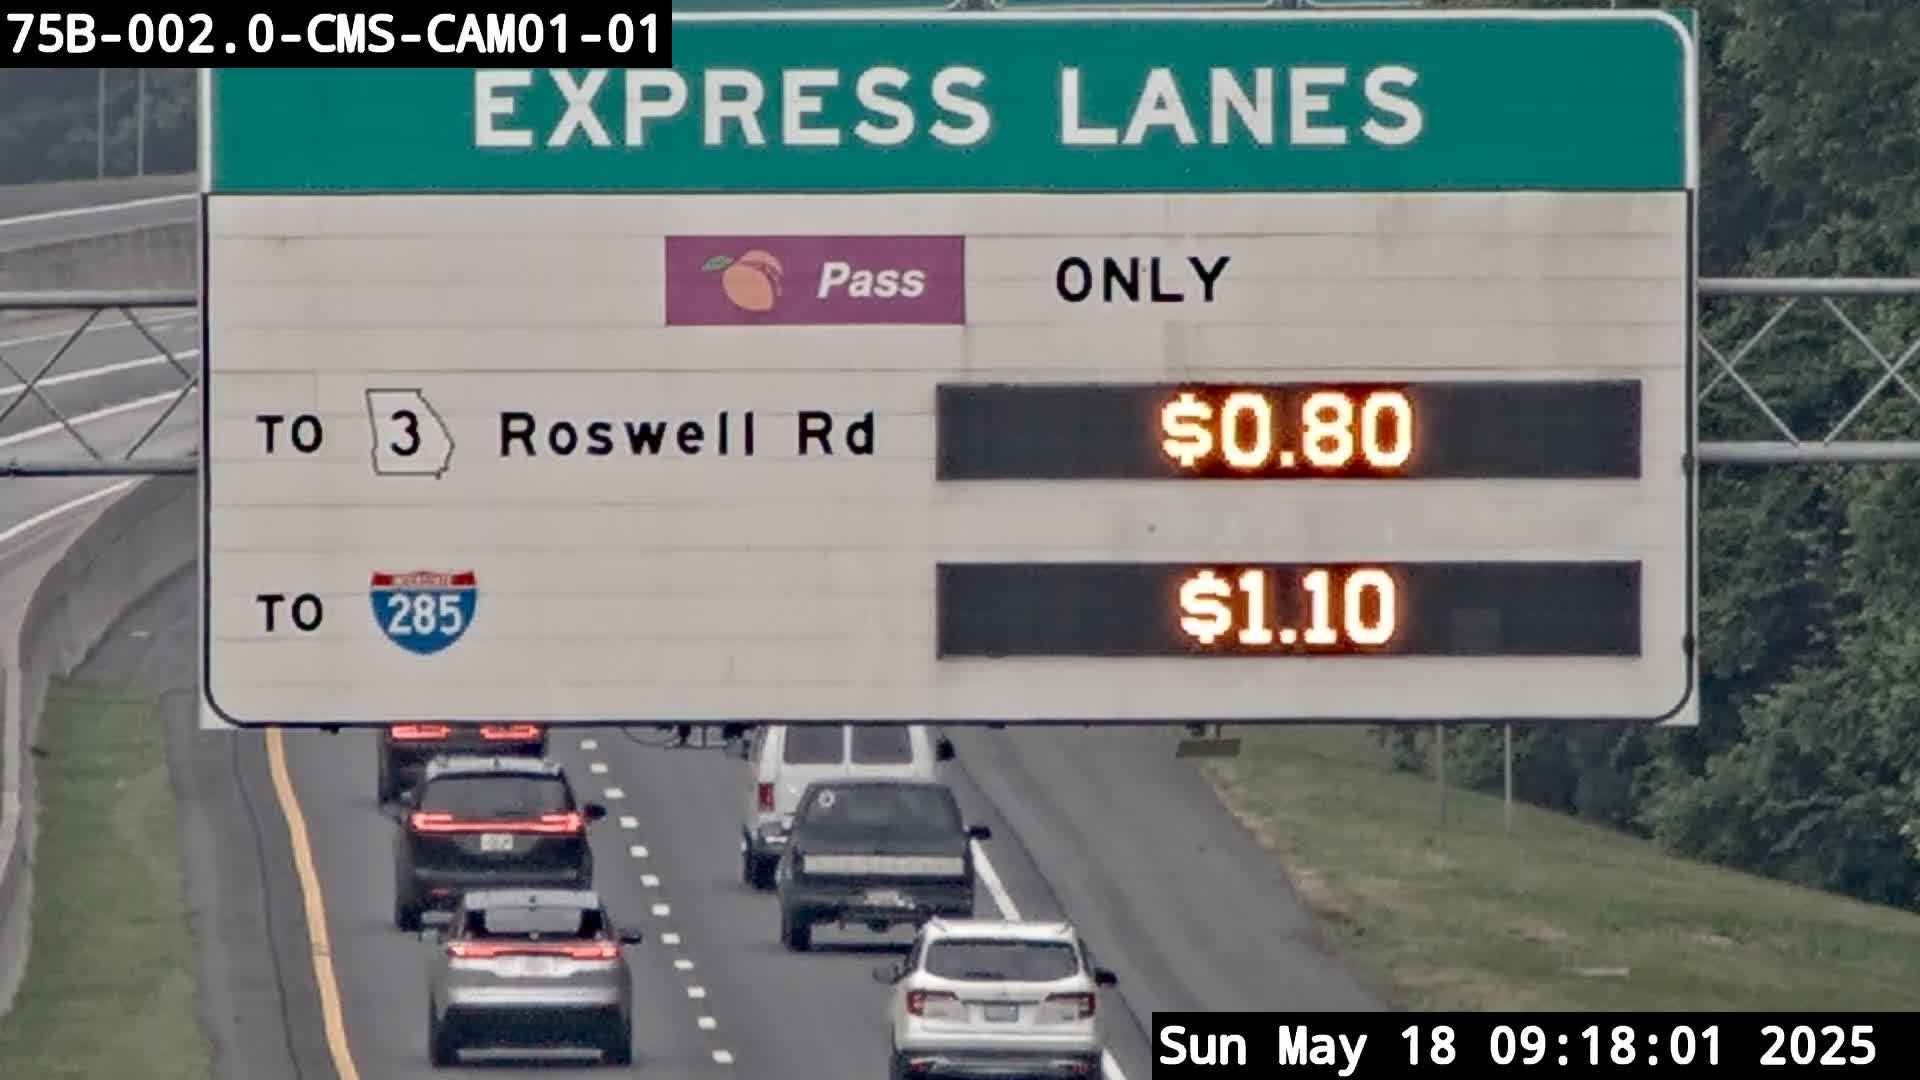 75B-002.0-CMS-CAM01-01
EXPRESS LANES
Pass ONLY
TO 3 Roswell Rd $0.80
TO 285 $1.10
Sun May 18 09:18:01 2025